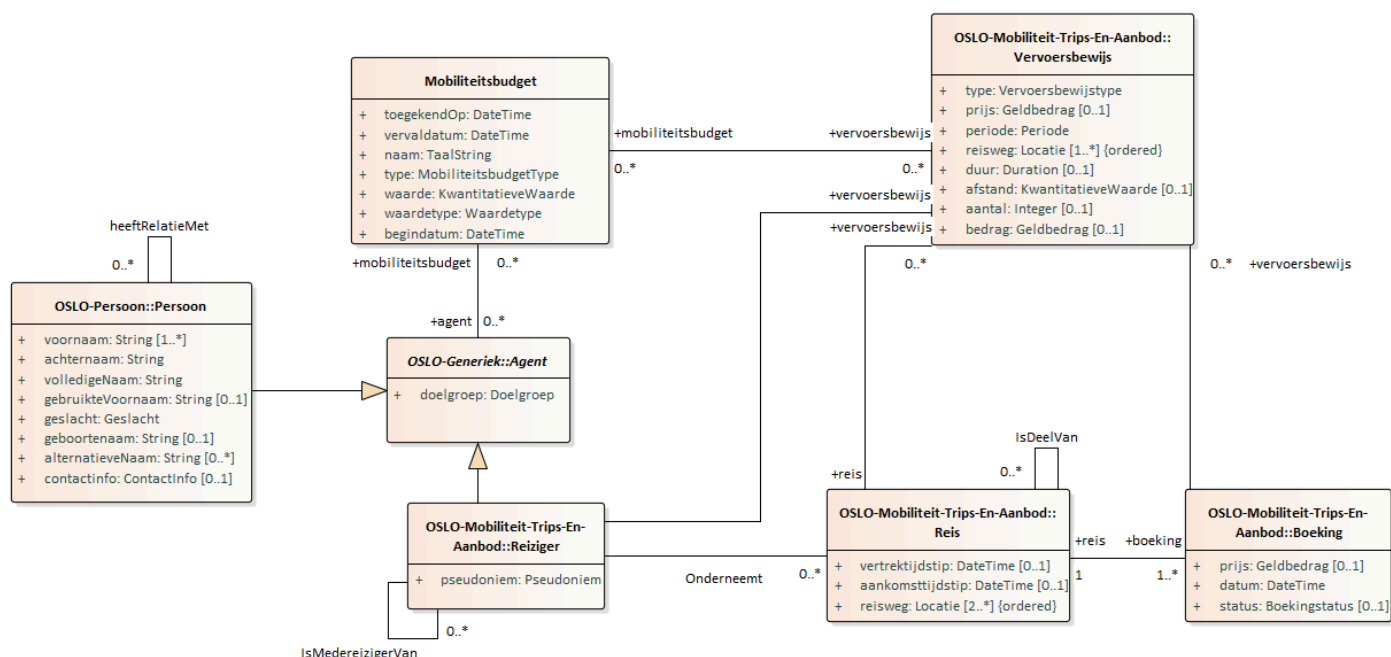 OSLO-Mobiliteit-Trips-En-Aanbod::
Vervoersbewijs
+ type: Vervoersbewijstype
+ prijs: Geldbedrag [0..1]
+ periode: Periode
+ reisweg: Locatie [1..*] {ordered}
+ duur: Duration [0..1]
+ afstand: KwantitatieveWaarde [0..1]
+ aantal: Integer [0..1]
+ bedrag: Geldbedrag [0..1]
Mobiliteitsbudget
+ toegekendOp: DateTime
+ vervaldatum: DateTime
+ naam: TaalString
+ type: MobiliteitsbudgetType
+ waarde: KwantitatieveWaarde
+ waardetype: Waardetype
+ begindatum: DateTime
+mobiliteitsbudget
0..*
+vervoersbewijs
0..*
+vervoersbewijs
+vervoersbewijs
0..*
0..*
+vervoersbewijs
heeftRelatieMet
0..*
+mobiliteitsbudget
0..*
+agent
0..*
OSLO-Persoon::Persoon
+ voornaam: String [1..*]
+ achternaam: String
+ volledigeNaam: String
+ gebruikteVoornaam: String [0..1]
+ geslacht: Geslacht
+ geboortenaam: String [0..1]
+ alternatieveNaam: String [0..*]
+ contactinfo: ContactInfo [0..1]
OSLO-Generiek::Agent
+ doelgroep: Doelgroep
IsDeelVan
0..*
+reis
OSLO-Mobiliteit-Trips-En-
Aanbod::Reiziger
+ pseudoniem: Pseudoniem
0..*
IsMedereizigerVan
Onderneemt
0..*
OSLO-Mobiliteit-Trips-En-Aanbod::
Reis
+ vertrektijdstip: DateTime [0..1]
+ aankomsttijdstip: DateTime [0..1]
+ reisweg: Locatie [2..*] {ordered}
+reis
1
+boeking
1..*
OSLO-Mobiliteit-Trips-En-
Aanbod::Boeking
+ prijs: Geldbedrag [0..1]
+ datum: DateTime
+ status: Boekingstatus [0..1]